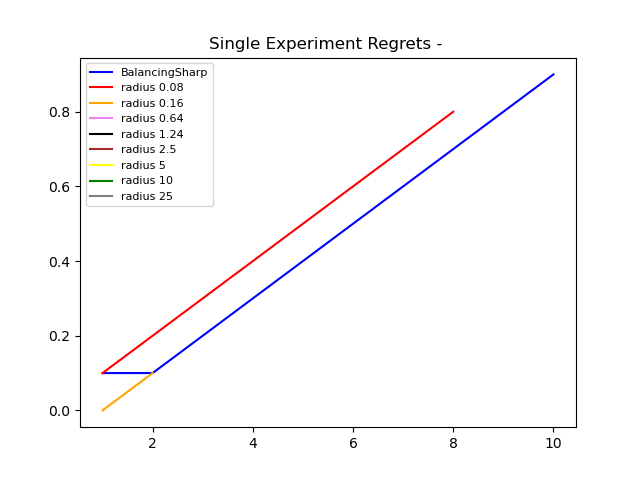 Single Experiment Regrets -
BalancingSharp
radius 0.08
radius 0.16
radius 0.64
radius 1.24
radius 2.5
radius 5
radius 10
radius 25
0.8
0.6
0.4
0.2
0.0
2 4 6 8 10